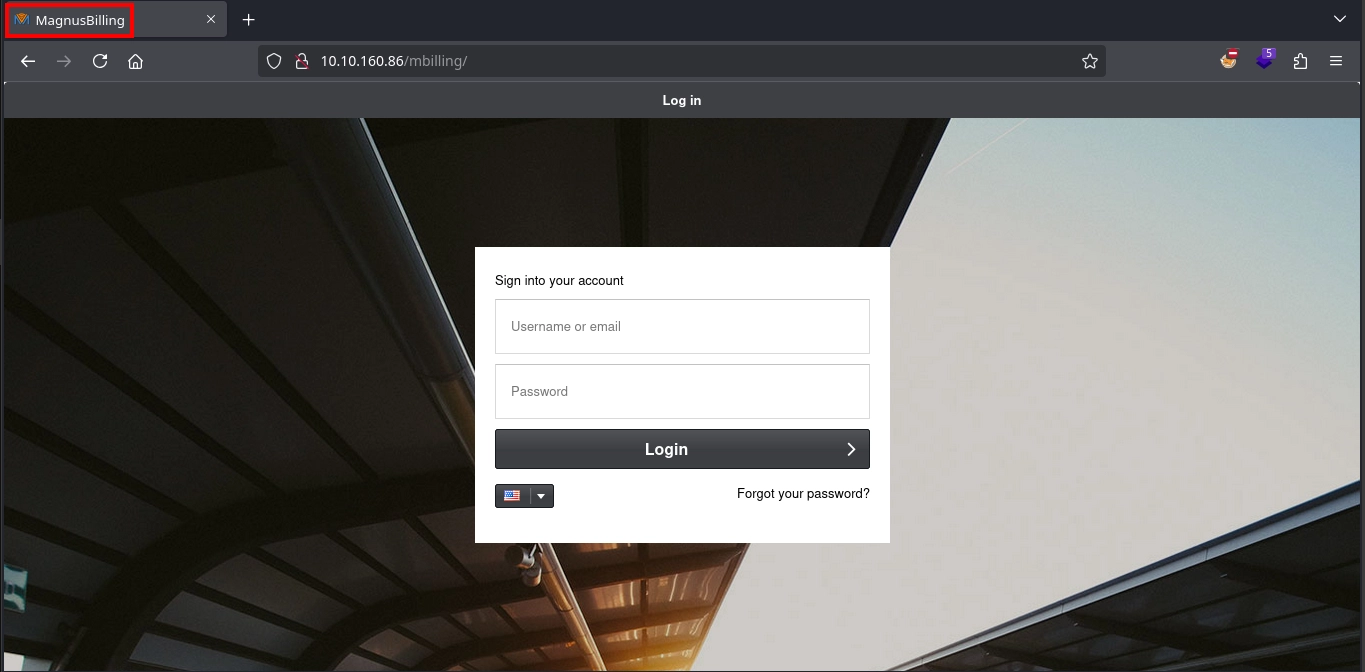 MagnusBilling
10.10.160.86/mbilling/
5
Log in
Sign into your account
Username or email
Password
Login
Forgot your password?